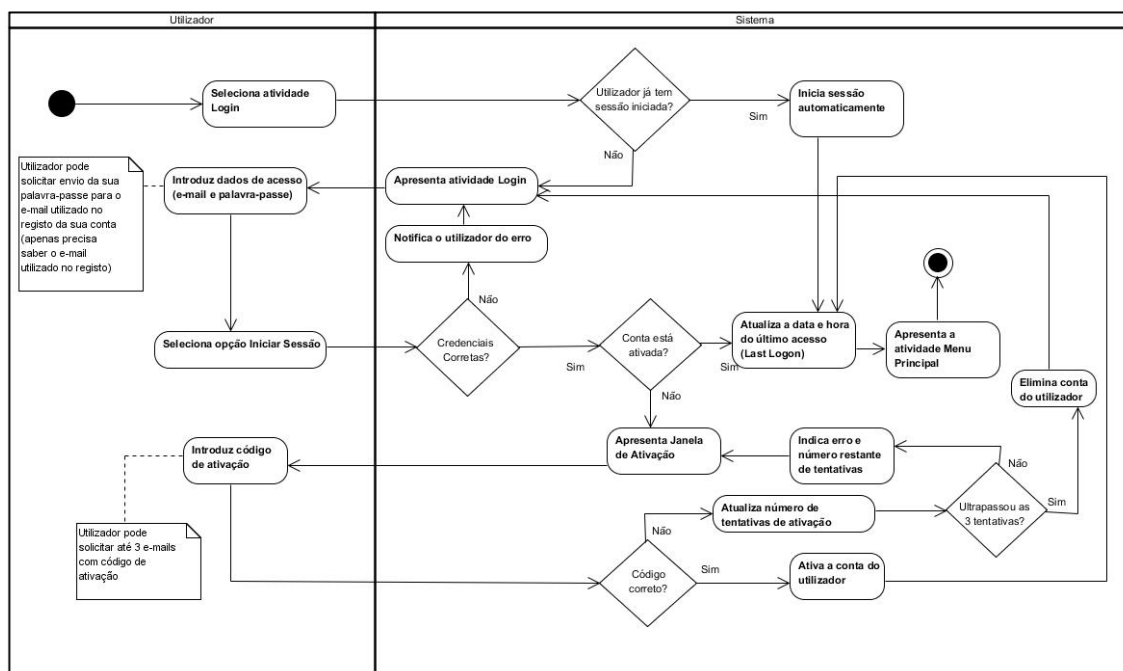 Utilizador
Sistema
Seleciona atividade
Login
Utilizador já tem
sessão iniciada?
Sim
Inicia sessão
automaticamente
Não
Utilizador pode
solicitar envio da sua
palavra-passe para o
e-mail utilizado no
registo da sua conta
(apenas precisa
saber o e-mail
utilizado no registo)
Introduz dados de acesso
(e-mail e palavra-passe)
Apresenta atividade Login
Notifica o utilizador do erro
Não
Seleciona opção Iniciar Sessão
Credenciais
Corretas?
Sim
Conta está
ativada?
Sim
Não
Atualiza a data e hora
do último acesso
(Last Logon)
Apresenta a
atividade Menu
Principal
Elimina conta
do utilizador
Introduz código
de ativação
Apresenta Janela
de Ativação
Indica erro e
número restante
de tentativas
Não
Ultrapassou as
3 tentativas?
Sim
Atualiza número de
tentativas de ativação
Não
Utilizador pode
solicitar até 3 e-mails
com código de
ativação
Código
correto?
Sim
Ativa a conta do
utilizador